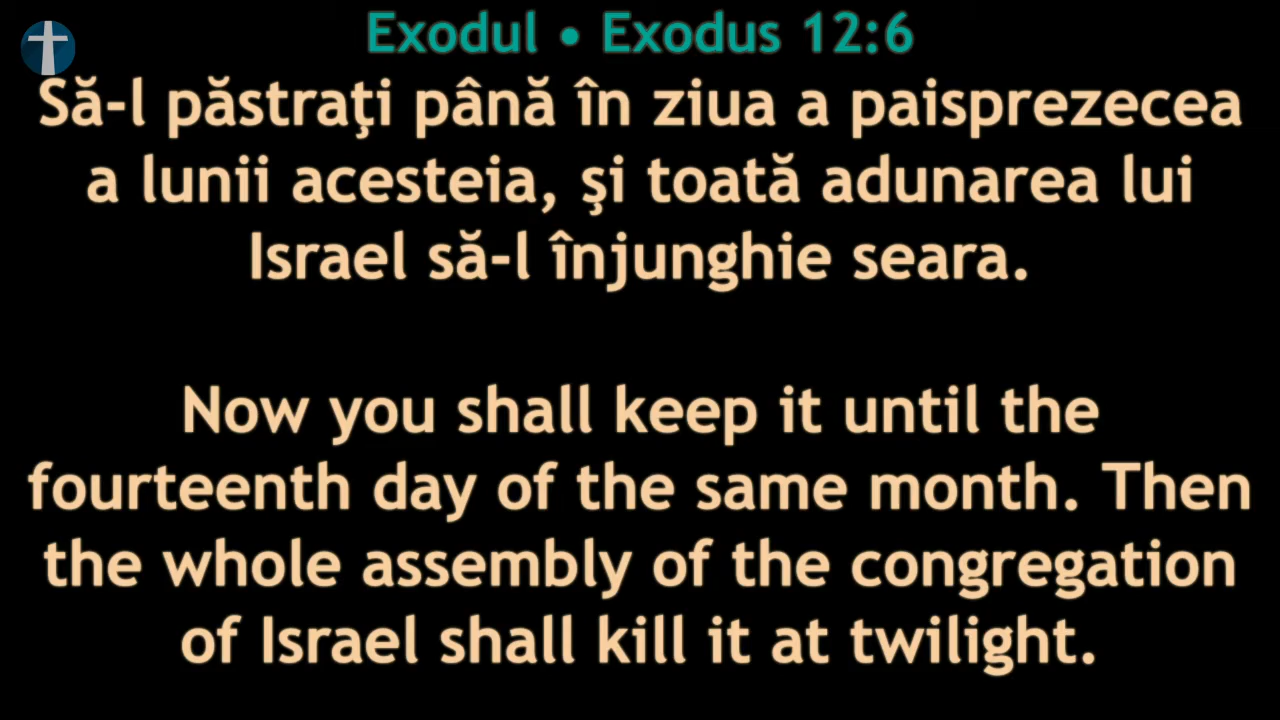 Exodul • Exodus 12:6
Să-l păstraţi până în ziua a paisprezecea
a lunii acesteia, şi toată adunarea lui
Israel să-l înjunghie seara.
Now you shall keep it until the
fourteenth day of the same month. Then
the whole assembly of the congregation
of Israel shall kill it at twilight.